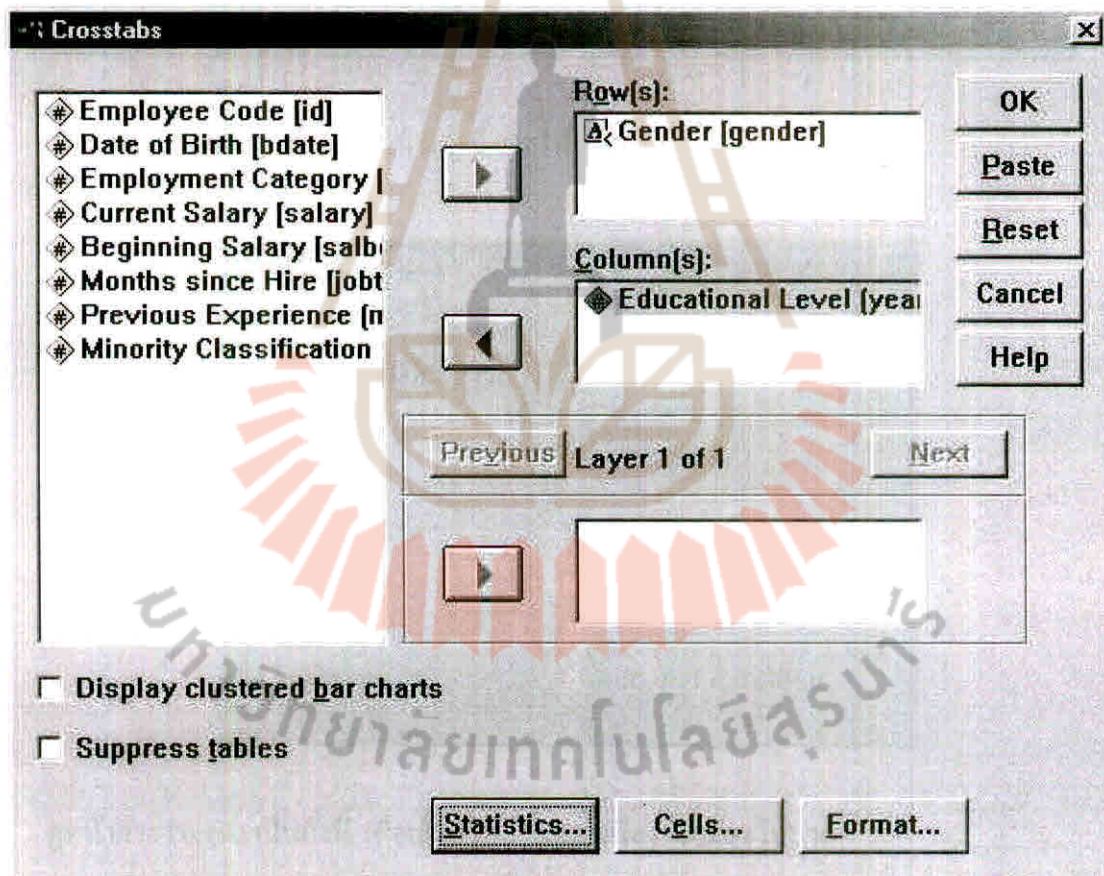 Crosstabs
Employee Code [id]
Date of Birth [bdate]
Employment Category [
Current Salary [salary]
Beginning Salary [salb
Months since Hire [jobt
Previous Experience [m
Minority Classification
Row(s):
Gender [gender]
Column(s):
Educational Level (year
OK
Paste
Reset
Cancel
Help
Previous
Layer 1 of 1
Next
Display clustered bar charts
Suppress tables
Statistics...
Cells...
Format...
มหาวิทยาลัยเทคโนโลยีสุรนารี